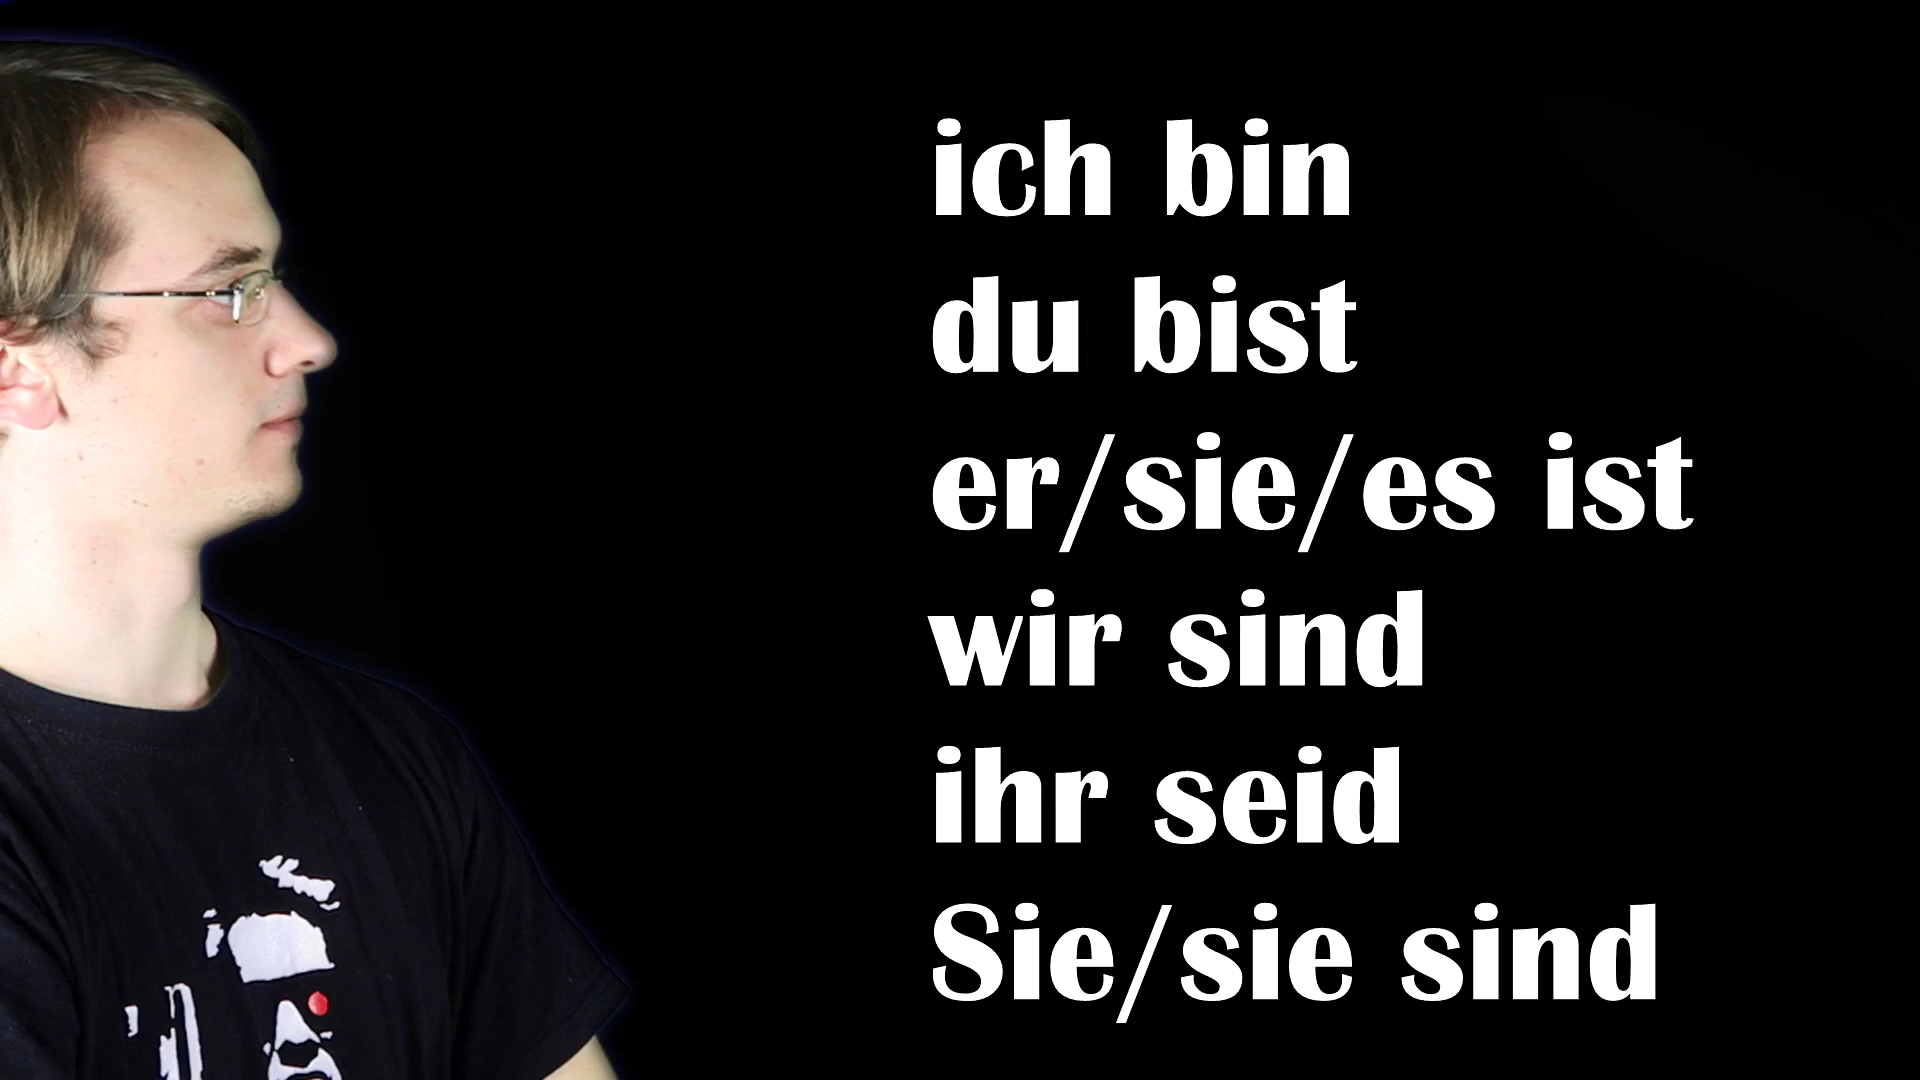 ich bin
du bist
er/sie/es ist
wir sind
ihr seid
Sie/sie sind